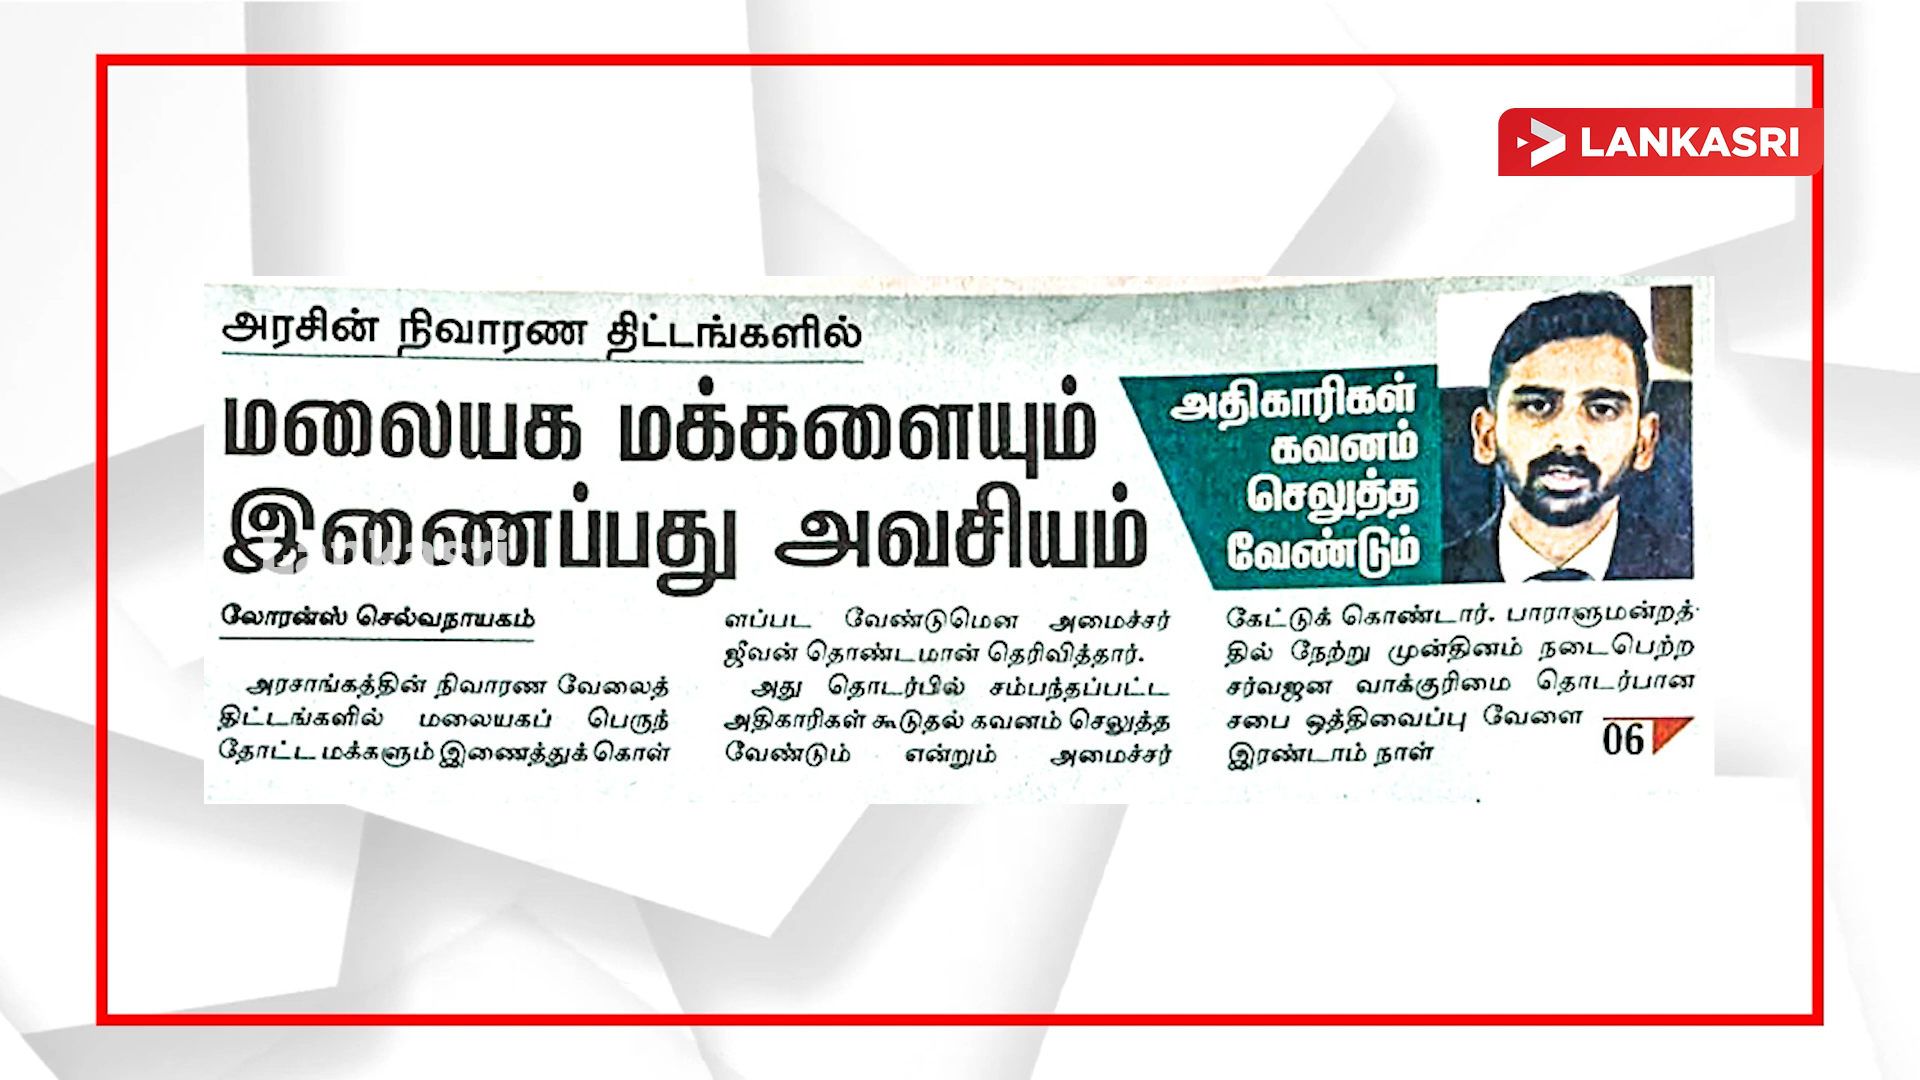 LANKASRI
அரசின் நிவாரண திட்டங்களில்
மலையக மக்களையும்
இணைப்பது அவசியம்
அதிகாரிகள்
கவனம்
செலுத்த
வேண்டும்
லோரன்ஸ் செல்வநாயகம்
அரசாங்கத்தின் நிவாரண வேலைத்
திட்டங்களில் மலையகப் பெருந்
தோட்ட மக்களும் இணைத்துக் கொள்
ளப்பட வேண்டுமென அமைச்சர்
ஜீவன் தொண்டமான் தெரிவித்தார்.
அது தொடர்பில் சம்பந்தப்பட்ட
அதிகாரிகள் கூடுதல் கவனம் செலுத்த
வேண்டும் என்றும் அமைச்சர்
கேட்டுக் கொண்டார். பாராளுமன்றத்
தில் நேற்று முன்தினம் நடைபெற்ற
சர்வஜன வாக்குரிமை தொடர்பான
சபை ஒத்திவைப்பு வேளை
இரண்டாம் நாள்
06
Lankasri